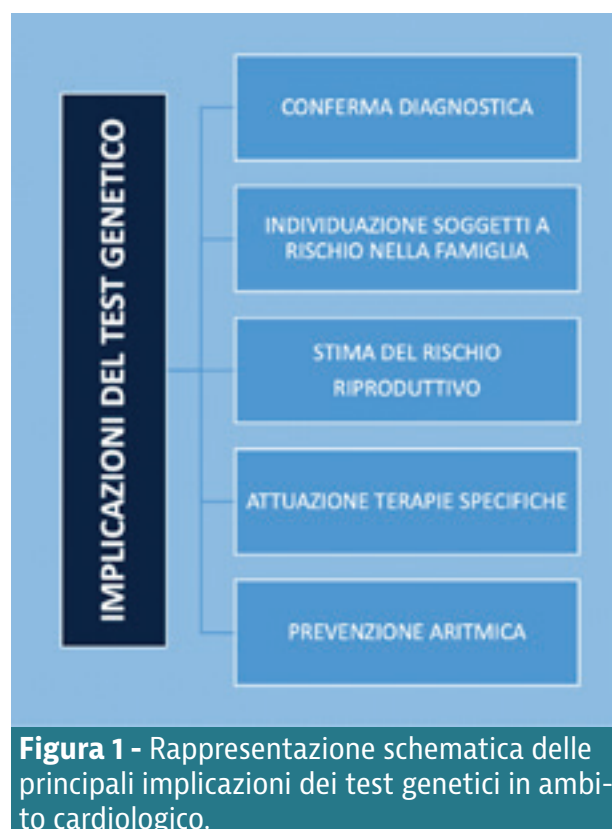 IMPLICAZIONI DEL TEST GENETICO
CONFERMA DIAGNOSTICA
INDIVIDUAZIONE SOGGETTI A
RISCHIO NELLA FAMIGLIA
STIMA DEL RISCHIO
RIPRODUTTIVO
ATTUAZIONE TERAPIE SPECIFICHE
PREVENZIONE ARITMICA
Figura 1 - Rappresentazione schematica delle
principali implicazioni dei test genetici in ambi-
to cardiologico.